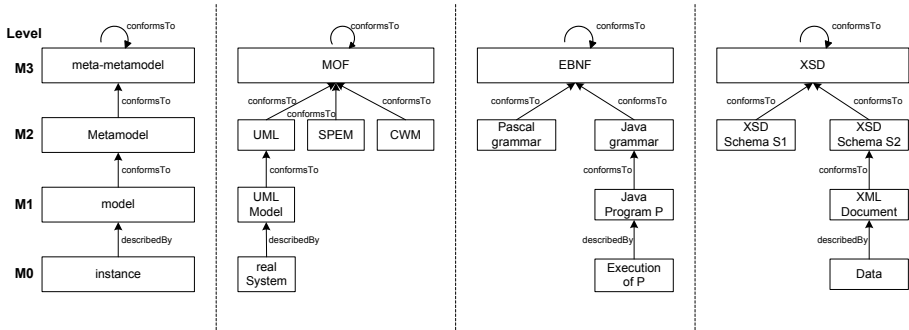 Level
conformsTo
M3
meta-metamodel
conformsTo
M2
Metamodel
conformsTo
M1
model
describedBy
M0
instance
conformsTo
MOF
conformsTo
conformsTo
conformsTo
UML
SPEM
CWM
conformsTo
UML
Model
describedBy
real
System
conformsTo
EBNF
conformsTo
conformsTo
Pascal
grammar
Java
grammar
conformsTo
Java
Program P
describedBy
Execution
of P
conformsTo
XSD
conformsTo
conformsTo
XSD
Schema S1
XSD
Schema S2
conformsTo
XML
Document
describedBy
Data